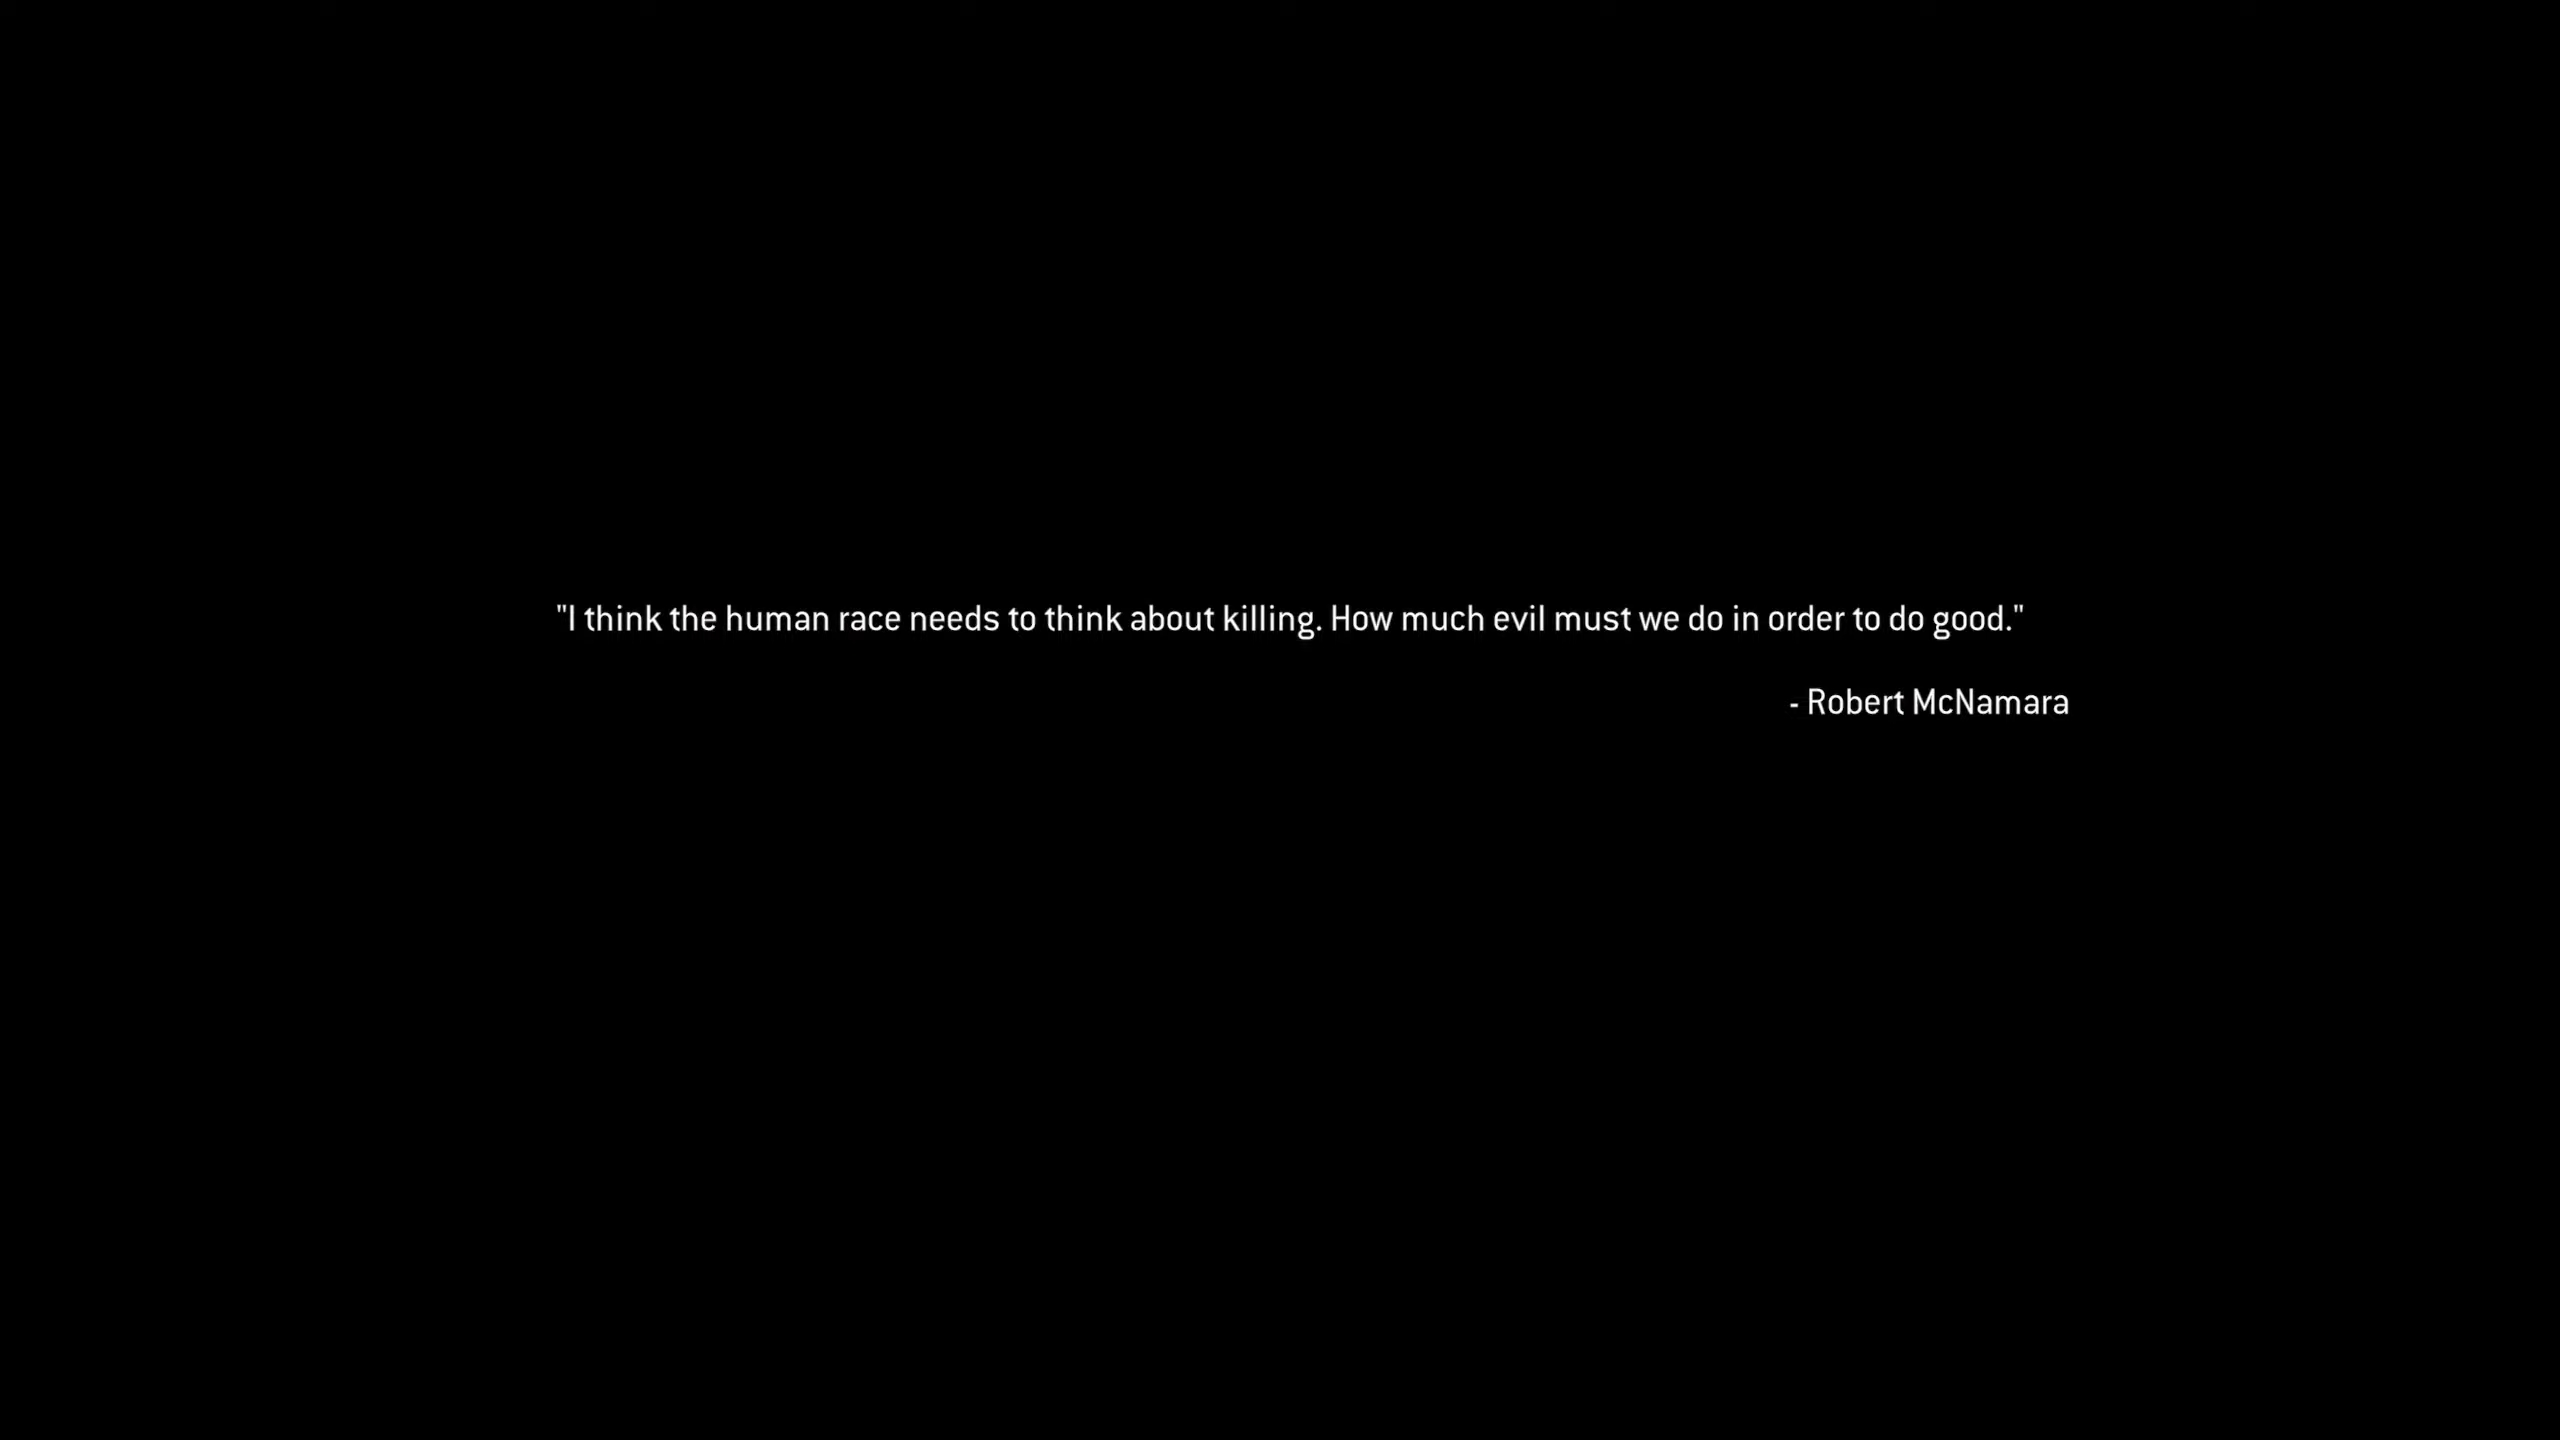 "I think the human race needs to think about killing. How much evil must we do in order to do good."
- Robert McNamara